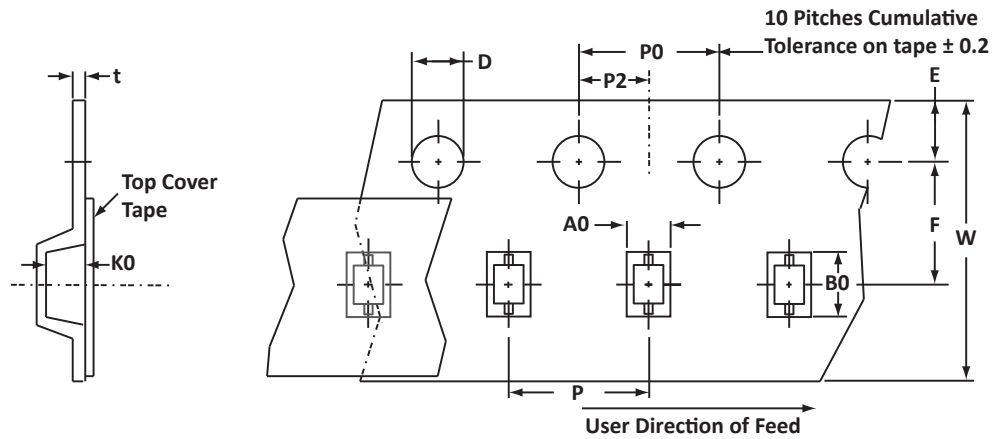 10 Pitches Cumulative
Tolerance on tape ± 0.2
P0
D
P2
E
t
Top Cover
Tape
A0
F
W
K0
B0
P
User Direction of Feed